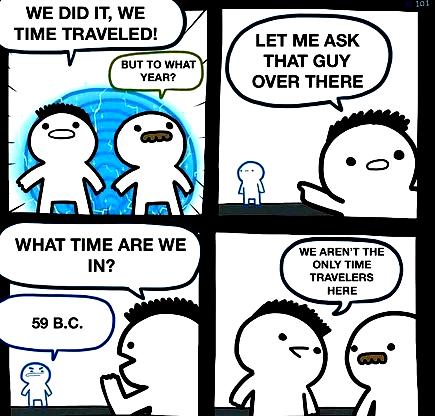 WE DID IT, WE
TIME TRAVELED!
BUT TO WHAT
YEAR?
101
LET ME ASK
THAT GUY
OVER THERE
WHAT TIME ARE WE
IN?
59 B.C.
WE AREN'T THE
ONLY TIME
TRAVELERS
HERE